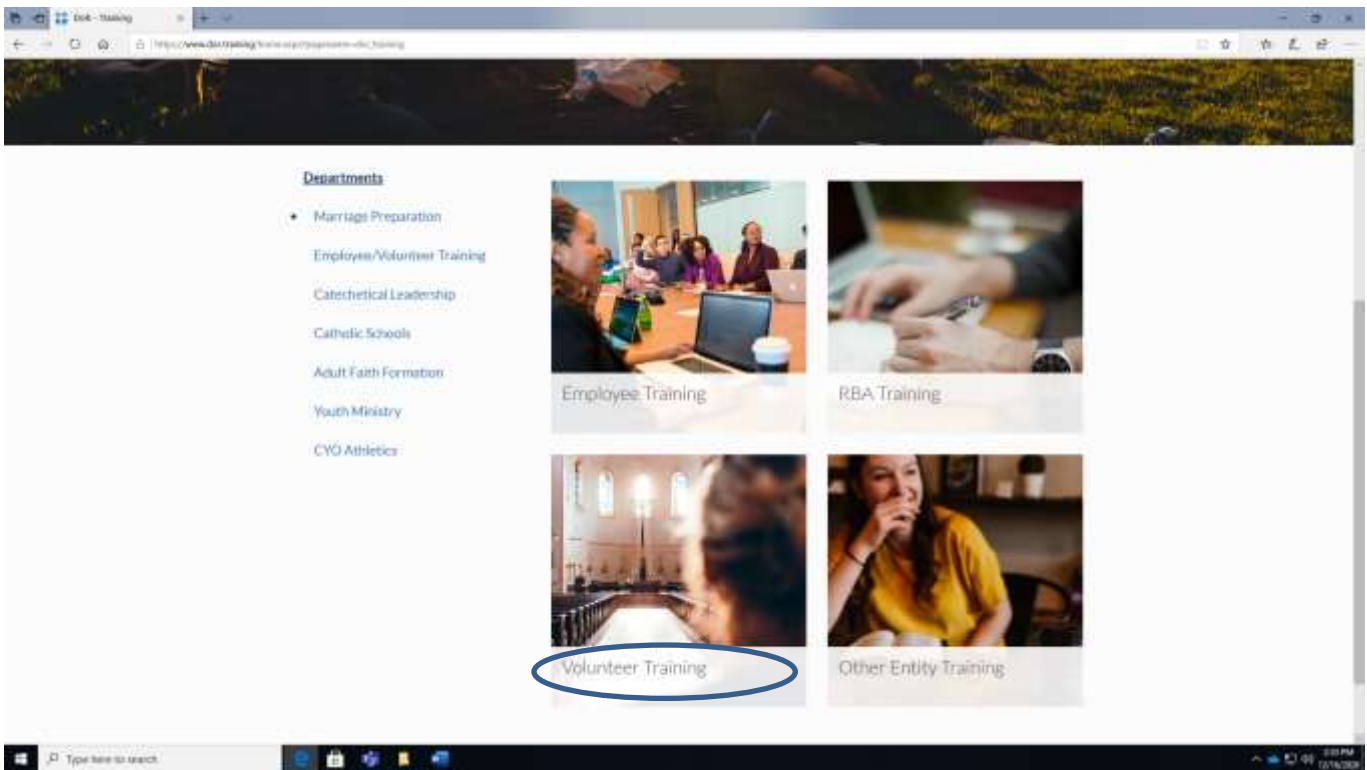 Training
Departments
Marriage Preparation
Employee/Volunteer Training
Catechetical Leadership
Catholic Schools
Adult Faith Formation
Youth Ministry
CYO Athletics
Employee Training
RBA Training
Volunteer Training
Other Entity Training
Type here to search